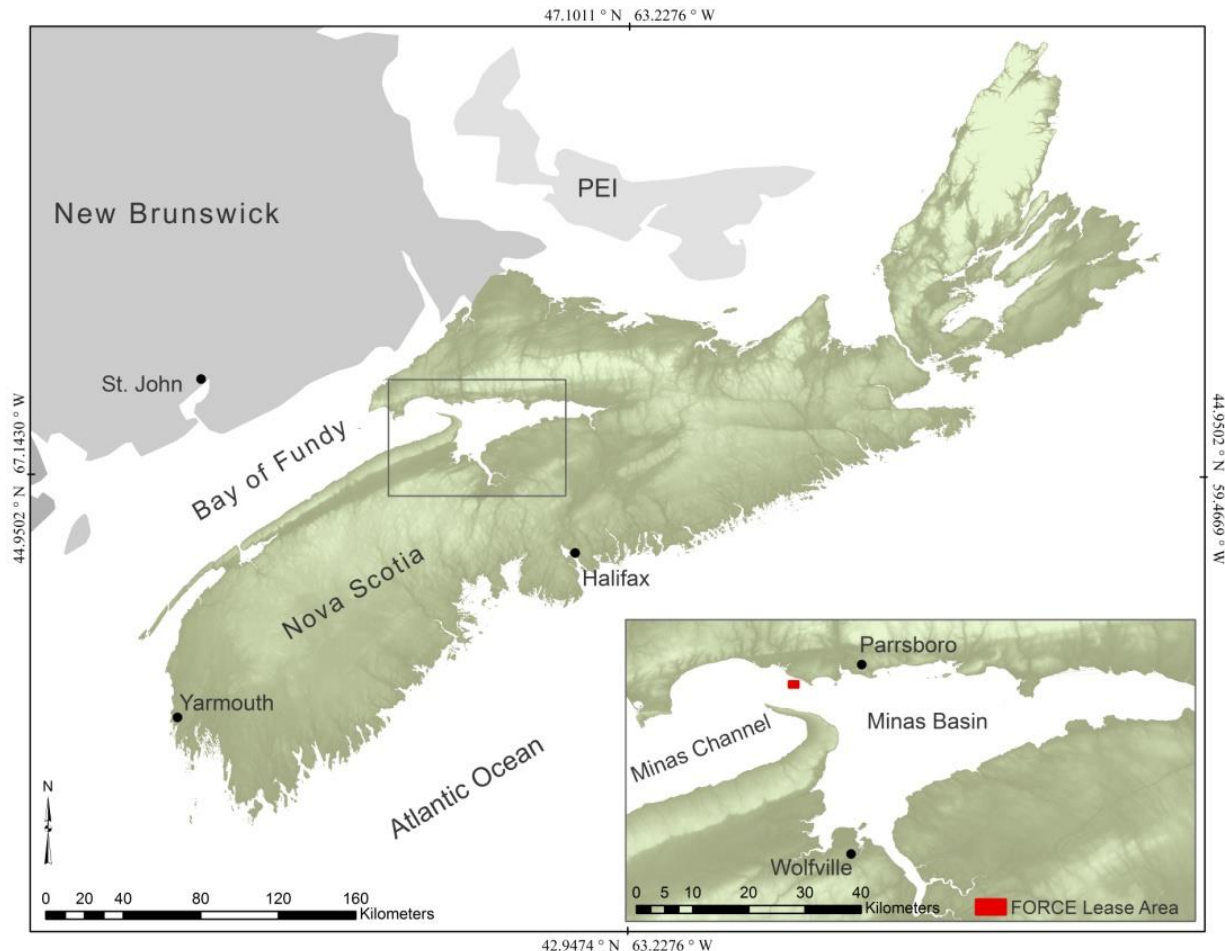 47.1011 ° N   63.2276 ° W
New Brunswick
PEI
St. John
Bay of Fundy
44.9502 ° N   67.1430 ° W
44.9502 ° N   59.4669 ° W
Nova Scotia
Halifax
Yarmouth
Atlantic Ocean
Parrsboro
Minas Basin
Minas Channel
Wolfville
N
0 20 40 80 120 160
Kilometers
0 5 10 20 30 40
Kilometers
FORCE Lease Area
42.9474 ° N   63.2276 ° W